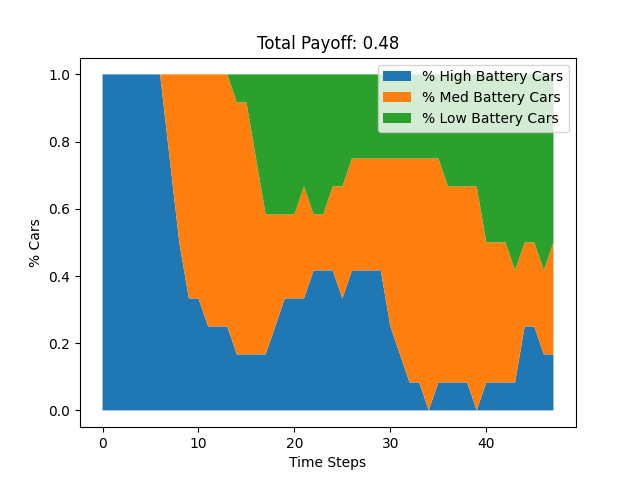 Total Payoff: 0.48
% High Battery Cars
% Med Battery Cars
% Low Battery Cars
1.0
0.8
0.6
0.4
0.2
0.0
% Cars
0
10
20
30
40
Time Steps